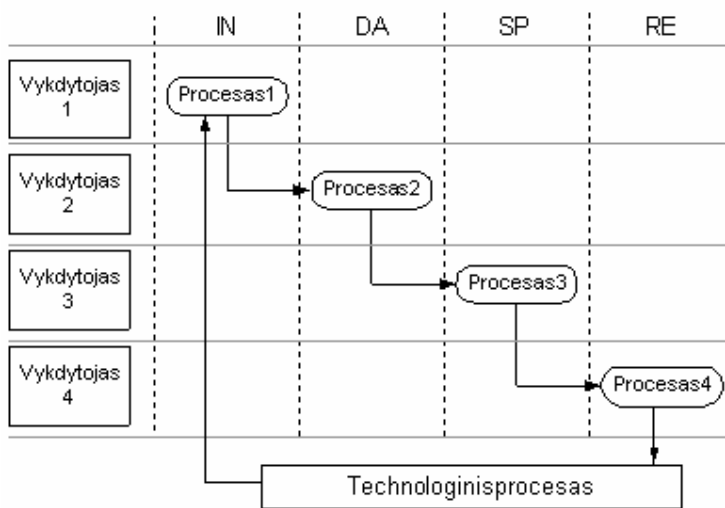 IN DA SP RE
Vykdytojas
1
Procesas1
Vykdytojas
2
Procesas2
Vykdytojas
3
Procesas3
Vykdytojas
4
Procesas4
Technologinisprocesas